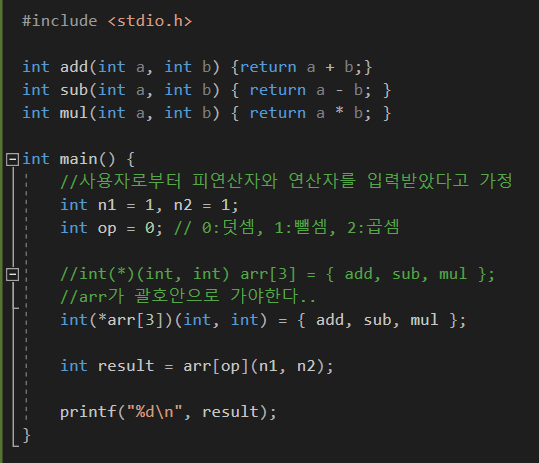 #include <stdio.h>
int add(int a, int b) {return a + b;}
int sub(int a, int b) { return a - b; }
int mul(int a, int b) { return a * b; }
int main() {
//사용자로부터 피연산자와 연산자를 입력받았다고 가정
int n1 = 1, n2 = 1;
int op = 0; // 0:덧셈, 1:뺄셈, 2:곱셈
//int(*)(int, int) arr[3] = { add, sub, mul };
//arr가 괄호안으로 가야한다..
int(*arr[3])(int, int) = { add, sub, mul };
int result = arr[op](n1, n2);
printf("%d\n", result);
}